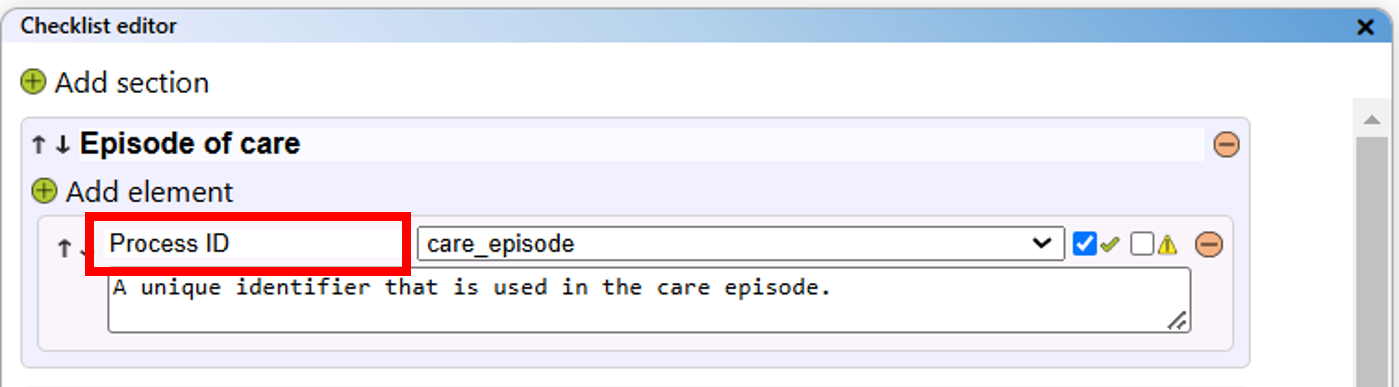 Checklist editor
Add section
Episode of care
Add element
Process ID care_episode
A unique identifier that is used in the care episode.